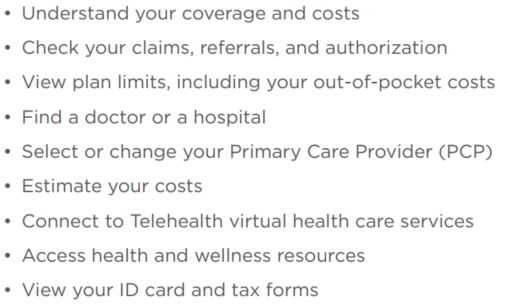 • Understand your coverage and costs
• Check your claims, referrals, and authorization
• View plan limits, including your out-of-pocket costs
• Find a doctor or a hospital
• Select or change your Primary Care Provider (PCP)
• Estimate your costs
• Connect to Telehealth virtual health care services
• Access health and wellness resources
• View your ID card and tax forms